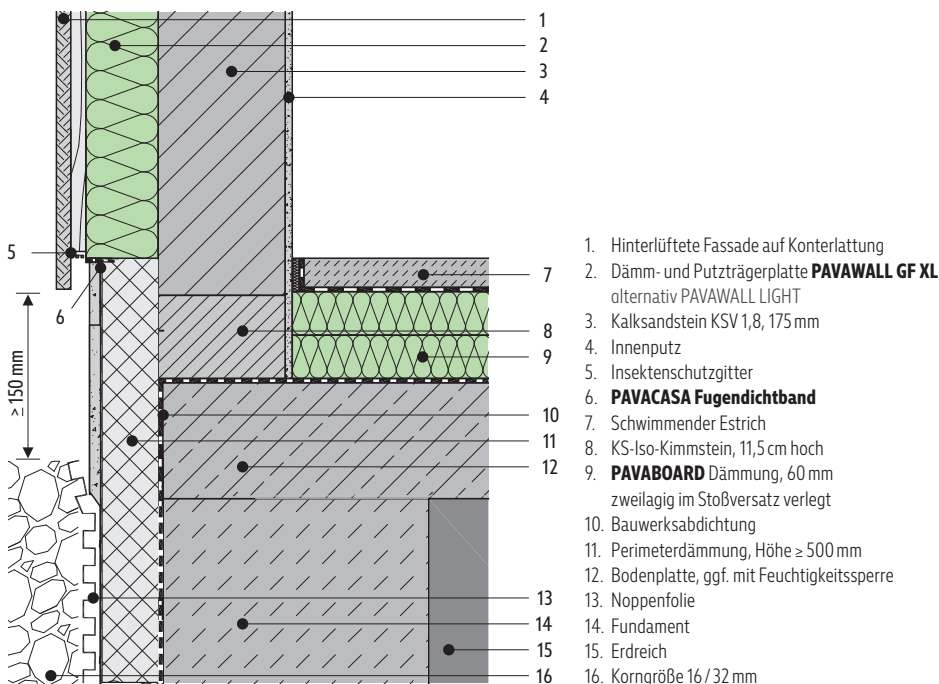 1
2
3
4
5
6
≥ 150 mm
7
8
9
10
11
12
13
14
15
16
1. Hinterlüftete Fassade auf Konterlattung
2. Dämm- und Putzträgerplatte PAVAWALL GF XL
alternativ PAVAWALL LIGHT
3. Kalksandstein KSV 1,8, 175 mm
4. Innenputz
5. Insektenschutzgitter
6. PAVACASA Fugendichtband
7. Schwimmender Estrich
8. KS-Iso-Kimmstein, 11,5 cm hoch
9. PAVABOARD Dämmung, 60 mm
zweilagig im Stoßversatz verlegt
10. Bauwerksabdichtung
11. Perimeterdämmung, Höhe ≥ 500 mm
12. Bodenplatte, ggf. mit Feuchtigkeitssperre
13. Noppenfolie
14. Fundament
15. Erdreich
16. Korngröße 16 / 32 mm